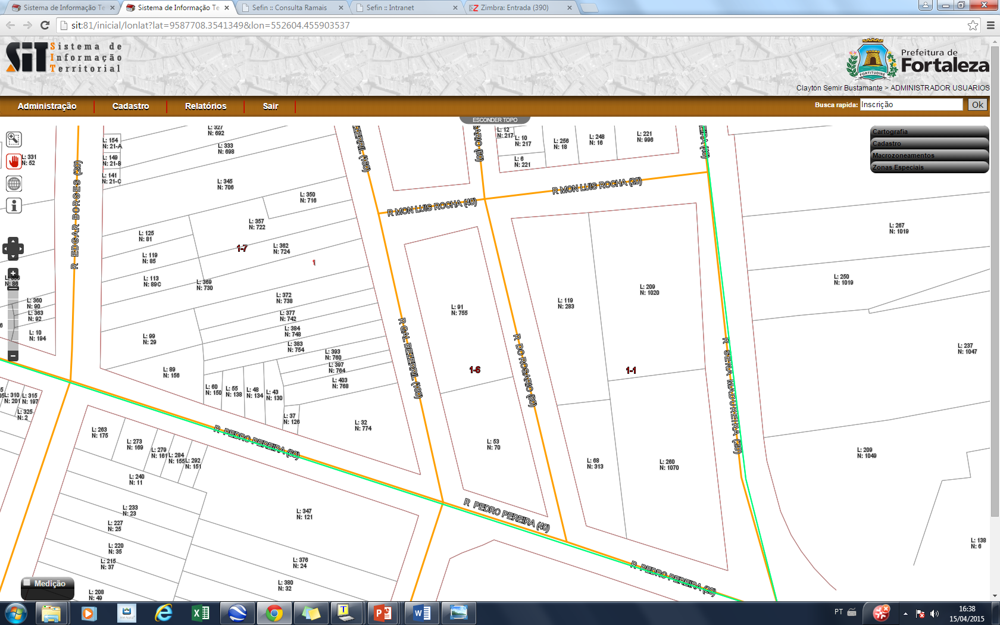 Sistema de Informação Te
Sistema de Informação Te
Sefin :: Consulta Ramais
Sefin :: Intranet
Zimbra: Entrada (390)
sit:81/inicial/lonlat?lat=9587708.3541349&lon=552604.455903537
SiT
Sistema de
Informação
Territorial
Prefeitura de
Fortaleza
FORTITUDINE
Clayton Semir Bustamante > ADMINISTRADOR USUARIOS
Administração
Cadastro
Relatórios
Sair
Busca rapida:
Inscrição
Ok
ESCONDER TOPO
Cartografia
Cadastro
Macrozoneamentos
Zonas Especiais
L: 327
N: 692
L: 154
N: 21-A
L: 333
N: 698
L: 149
N: 21-B
L: 331
N: 52
L: 141
N: 21-C
L: 345
N: 706
L: 350
N: 716
L: 357
N: 722
L: 125
N: 81
L: 362
N: 724
1-7
1
L: 119
N: 85
L: 113
N: 89C
L: 369
N: 730
L: 372
N: 738
L: 377
N: 742
L: 384
N: 748
L: 383
N: 754
L: 393
N: 760
L: 397
N: 764
L: 403
N: 768
L: 99
N: 29
L: 89
N: 156
L: 60
N: 150
L: 55
N: 138
L: 48
N: 134
L: 43
N: 130
L: 37
N: 126
L: 32
N: 774
N: 86
L: 360
N: 90
L: 363
N: 92
L: 10
N: 194
L: 310
N: 201
L: 315
N: 197
L: 325
N: 2
L: 263
N: 175
L: 273
N: 169
L: 279
N: 161
L: 284
N: 155
L: 292
N: 151
L: 240
N: 11
L: 233
N: 23
L: 227
N: 25
L: 220
N: 35
L: 215
N: 37
L: 208
N: 49
L: 347
N: 121
L: 376
N: 24
L: 380
N: 32
L: 12
N: 217
L: 10
N: 217
L: 6
N: 221
L: 256
N: 18
L: 248
N: 16
L: 221
N: 996
L: 91
N: 755
1-6
L: 53
N: 70
L: 119
N: 283
L: 209
N: 1020
1-1
L: 68
N: 313
L: 260
N: 1070
L: 267
N: 1019
L: 250
N: 1019
L: 237
N: 1047
L: 209
N: 1049
L: 138
N: 6
R EDGAR BORGES (20)
EZERRIL (160)
ARIO (60)
EIRA (40)
R MON LUIS ROCHA (40)
R MON LUIS ROCHA (20)
R GAL BEZERRIL (180)
R DO ROSARIO (80)
R SENA MADUREIRA (20)
R PEDRO PEREIRA (60)
R PEDRO PEREIRA (40)
R PEDRO PEREIRA (20)
Medição
PT
16:38
15/04/2015